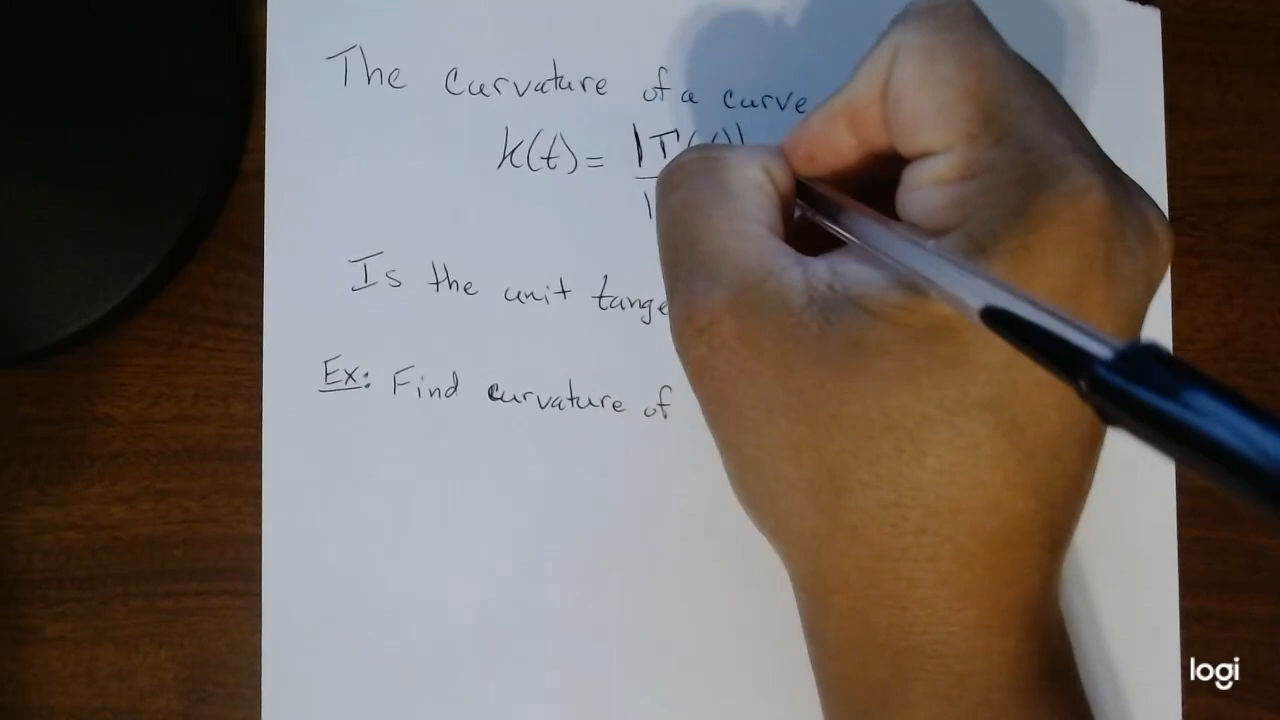 The Curvature of a curve
k(t) = |T'(t)|
Is the unit tange
Ex: Find curvature of
logi